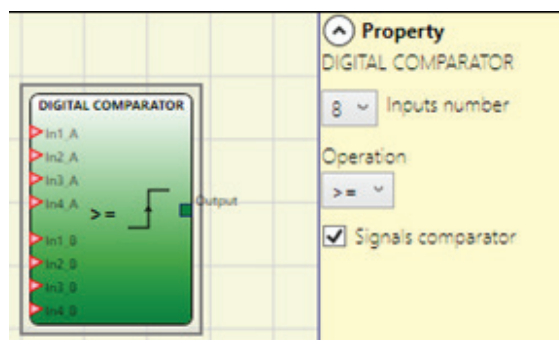 Property
DIGITAL COMPARATOR
8 Inputs number
Operation
>=
Signals comparator
DIGITAL COMPARATOR
In1_A
In2_A
In3_A
In4_A
>=
Output
In1_B
In2_B
In3_B
In4_B